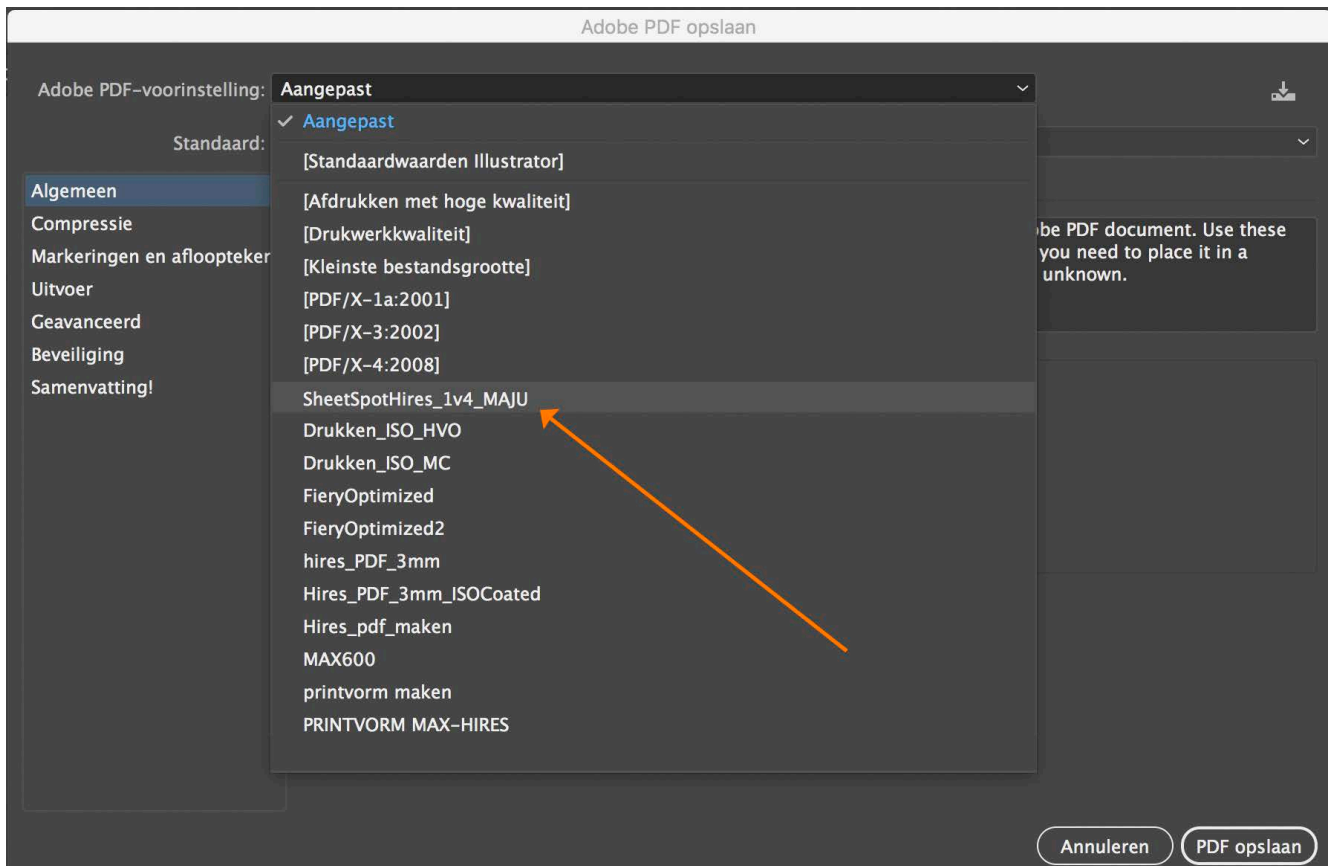 Adobe PDF opslaan
Adobe PDF-voorinstelling: Aangepast
Standaard:
Aangepast
[Standaardwaarden Illustrator]
[Afdrukken met hoge kwaliteit]
[Drukwerkkwaliteit]
[Kleinste bestandsgrootte]
[PDF/X-1a:2001]
[PDF/X-3:2002]
[PDF/X-4:2008]
SheetSpotHires_1v4_MAJU
Drukken_ISO_HVO
Drukken_ISO_MC
FieryOptimized
FieryOptimized2
hires_PDF_3mm
Hires_PDF_3mm_ISOCoated
Hires_pdf_maken
MAX600
printvorm maken
PRINTVORM MAX-HIRES
Algemeen
Compressie
Markeringen en
Uitvoer
Geavanceerd
Beveiliging
Samenvatting!
PDF document. Use these
you need to place it in a
unknown.
Annuleren
PDF opslaan